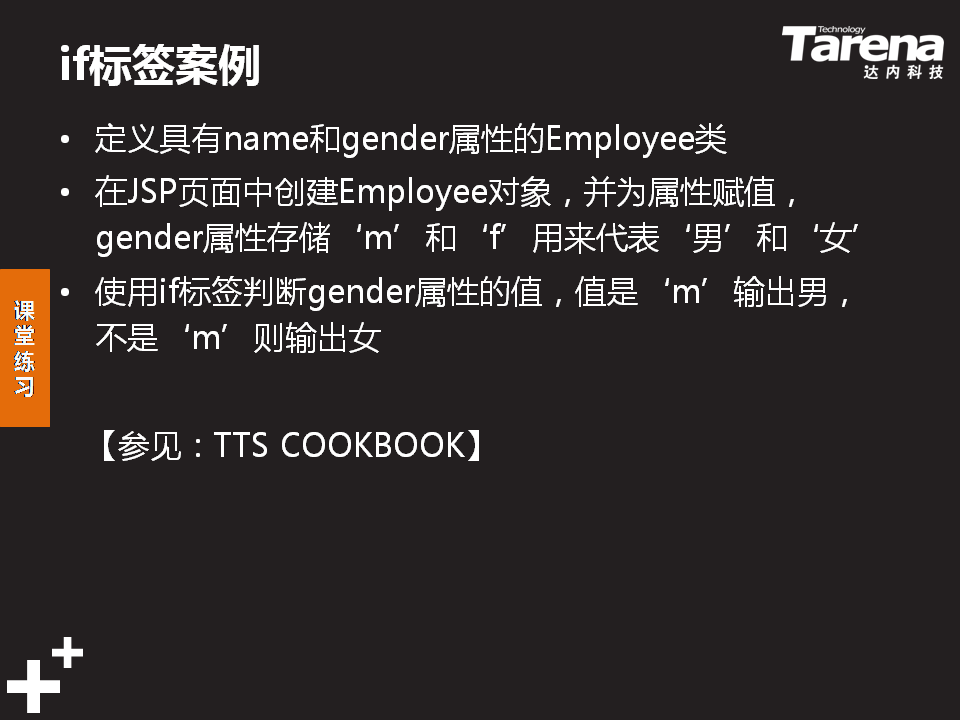 if标签案例
Technology
Tarena
达内科技
• 定义具有name和gender属性的Employee类
• 在JSP页面中创建Employee对象，并为属性赋值，
gender属性存储‘m’和‘f’用来代表‘男’和‘女’
• 使用if标签判断gender属性的值，值是‘m’输出男，
不是‘m’则输出女
课
堂
练
习
【参见：TTS COOKBOOK】